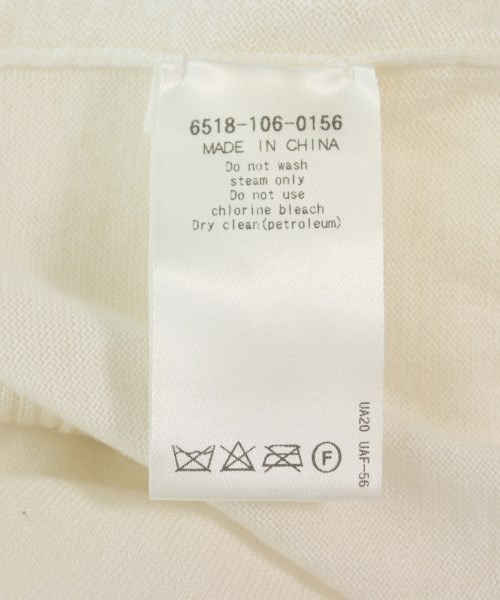 6518-106-0156
MADE IN CHINA
Do not wash
steam only
Do not use
chlorine bleach
Dry clean(petroleum)
F
UA20 UAF-56